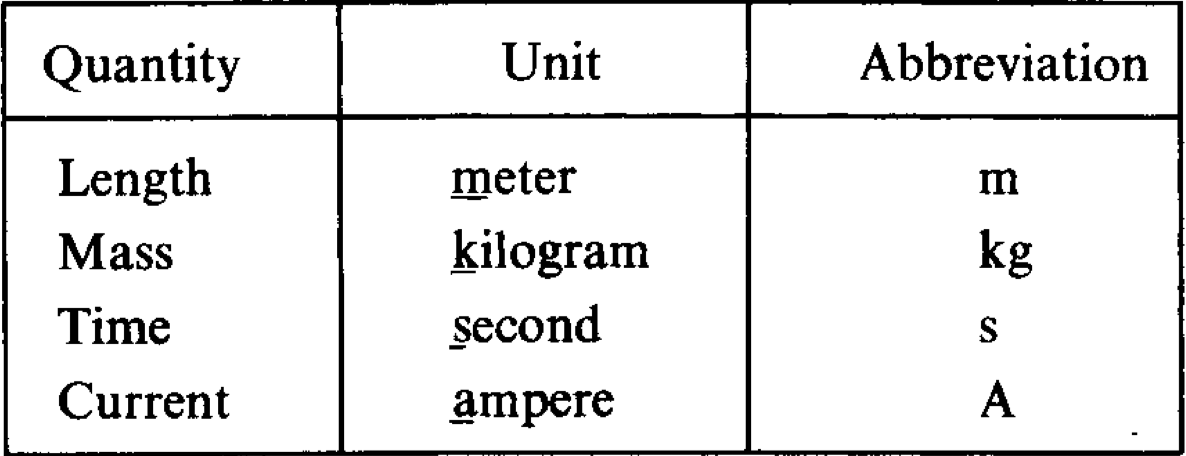 Quantity Unit Abbreviation
Length meter m
Mass kilogram kg
Time second s
Current ampere A